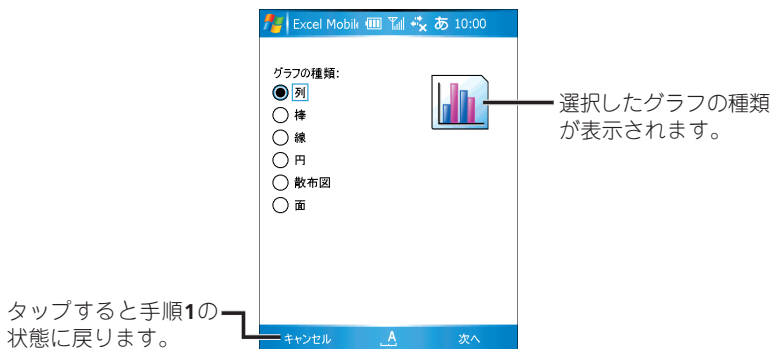 Excel Mobile あ 10:00
グラフの種類:
列
棒
線
円
散布図
面
選択したグラフの種類
が表示されます。
タップすると手順1の
状態に戻ります。
キャンセル A 次へ